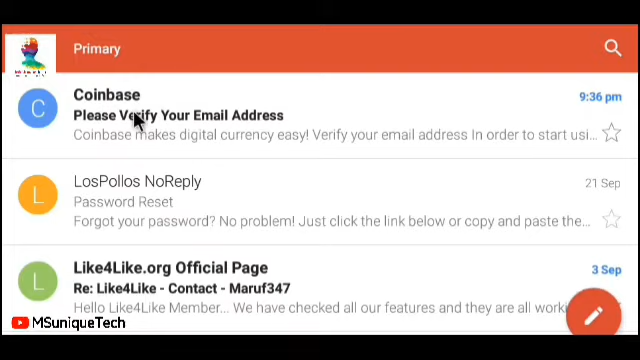 Primary
C
Coinbase
9:36 pm
Please Verify Your Email Address
Coinbase makes digital currency easy! Verify your email address In order to start usi...
L
LosPollos NoReply
21 Sep
Password Reset
Forgot your password? No problem! Just click the link below or copy and paste the...
L
Like4Like.org Official Page
3 Sep
Re: Like4Like - Contact - Maruf347
Hello Like4Like Member... We have checked all our features and they are all
MSuniqueTech